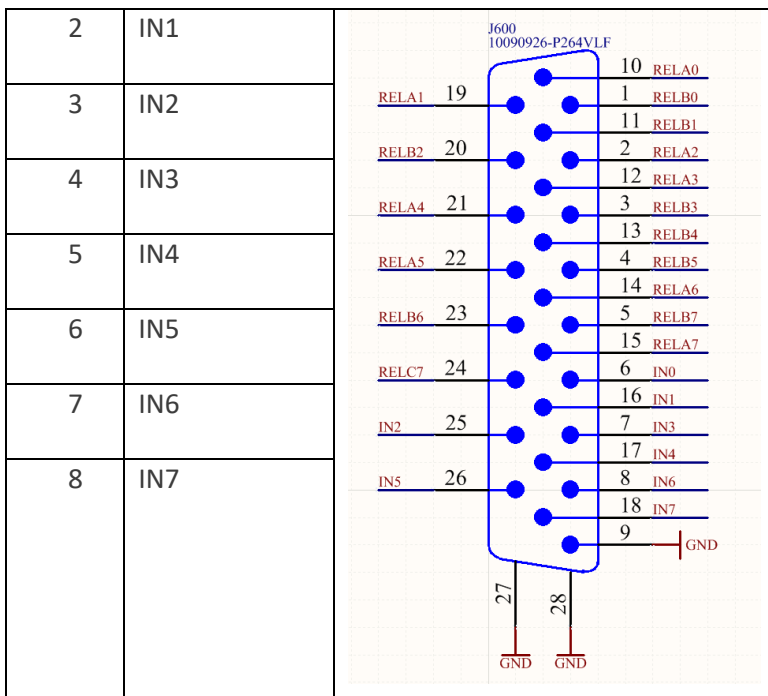 2 IN1
3 IN2
4 IN3
5 IN4
6 IN5
7 IN6
8 IN7
J600
10090926-P264VLF
10 RELA0
RELA1 19
1 RELB0
11 RELB1
RELB2 20
2 RELA2
12 RELA3
RELA4 21
3 RELB3
13 RELB4
RELA5 22
4 RELB5
14 RELA6
RELB6 23
5 RELB7
15 RELA7
RELC7 24
6 IN0
16 IN1
IN2 25
7 IN3
17 IN4
IN5 26
8 IN6
18 IN7
9 GND
27 28
GND GND